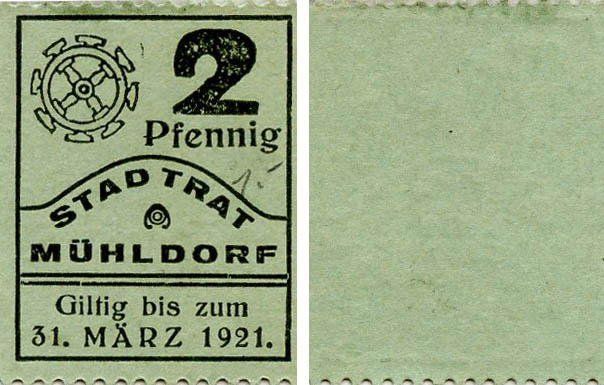 2
Pfennig
STADTRAT
MÜHLDORF
Giltig bis zum
31. MÄRZ 1921.